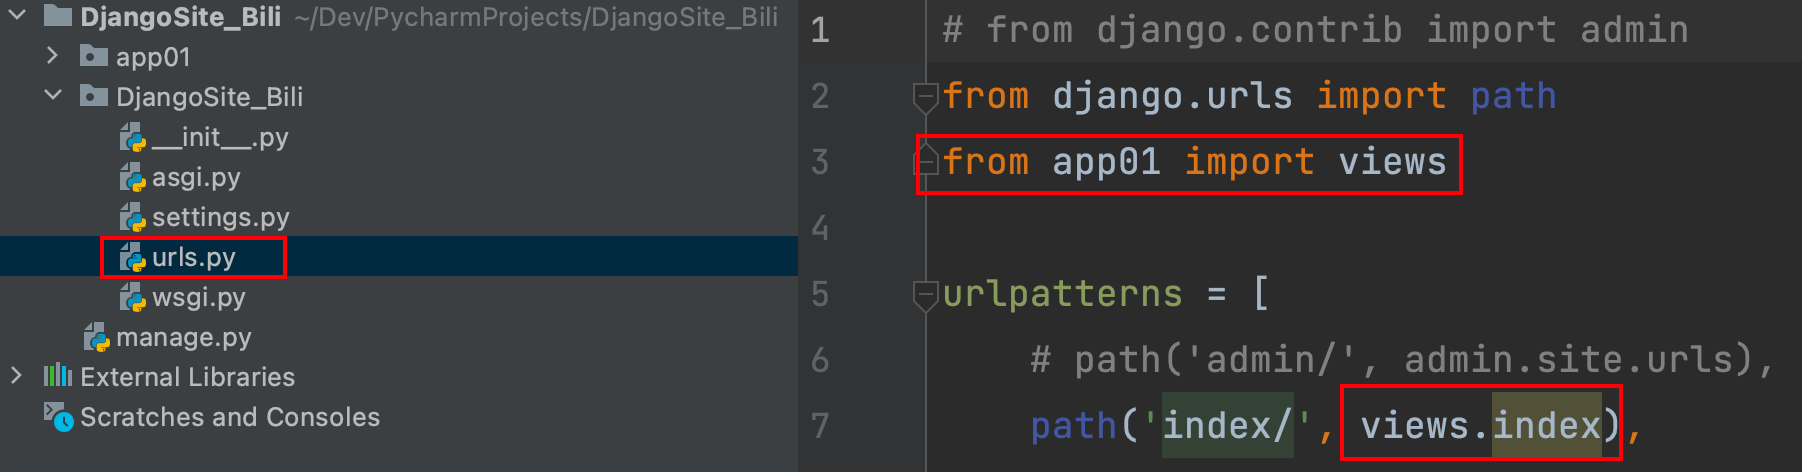 DjangoSite_Bili ~/Dev/PycharmProjects/DjangoSite_Bili
app01
DjangoSite_Bili
__init__.py
asgi.py
settings.py
urls.py
wsgi.py
manage.py
External Libraries
Scratches and Consoles
1 # from django.contrib import admin
2 from django.urls import path
3 from app01 import views
4
5 urlpatterns = [
6 # path('admin/', admin.site.urls),
7 path('index/', views.index),